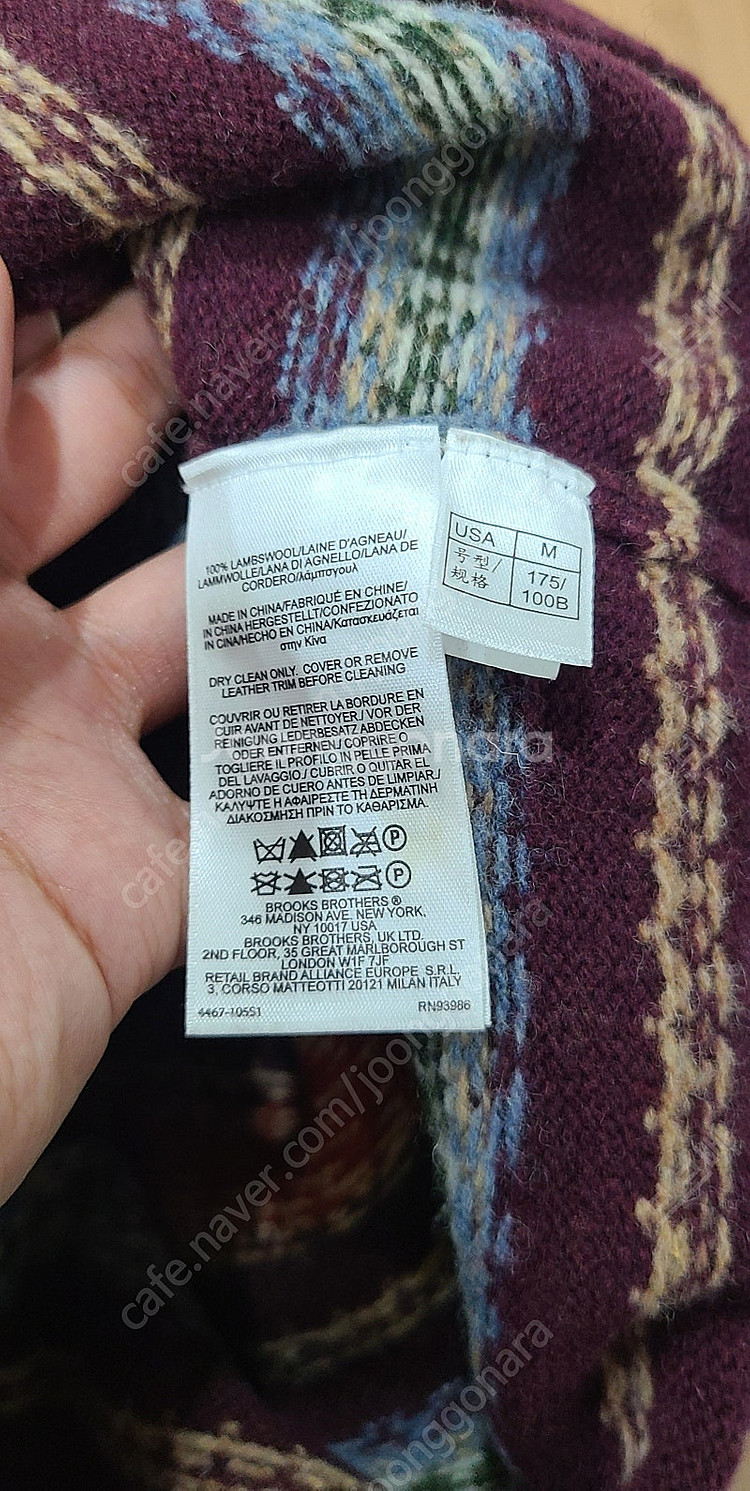 100% LAMBSWOOL/LAINE D'AGNEAU/
LAMMWOLLE/LANA DI AGNELLO/LANA DE
CORDERO/λάμπογουλ
MADE IN CHINA/FABRIQUÉ EN CHINE/
IN CHINA HERGESTELLT/CONFEZIONATO
IN CINA/HECHO EN CHINA/Κατασκευάζεται
στην Κίνα
DRY CLEAN ONLY. COVER OR REMOVE
LEATHER TRIM BEFORE CLEANING
COUVRIR OU RETIRER LA BORDURE EN
CUIR AVANT DE NETTOYER./ VOR DER
REINIGUNG LEDERBESATZ ABDECKEN
ODER ENTFERNEN./ COPRIRE O
TOGLIERE IL PROFILO IN PELLE PRIMA
DEL LAVAGGIO./ CUBRIR O QUITAR EL
ADORNO DE CUERO ANTES DE LIMPIAR./
ΚΑΛΥΨΤΕ Η ΑΦΑΙΡΕΣΤΕ ΤΗ ΔΕΡΜΑΤΙΝΗ
ΔΙΑΚΟΣΜΗΣΗ ΠΡΙΝ ΤΟ ΚΑΘΑΡΙΣΜΑ.
P
P
BROOKS BROTHERS ®
346 MADISON AVE. NEW YORK,
NY 10017 USA
BROOKS BROTHERS, UK LTD.
2ND FLOOR, 35 GREAT MARLBOROUGH ST
LONDON W1F 7JF
RETAIL BRAND ALLIANCE EUROPE S.R.L.
3, CORSO MATTEOTTI 20121 MILAN ITALY
4467-10551 RN93986
USA M
号型/ 175/
规格 100B
cafe.naver.com/joonggonara
joonggonara
cafe.naver.com/joonggonara
cafe.naver.com/joonggonara